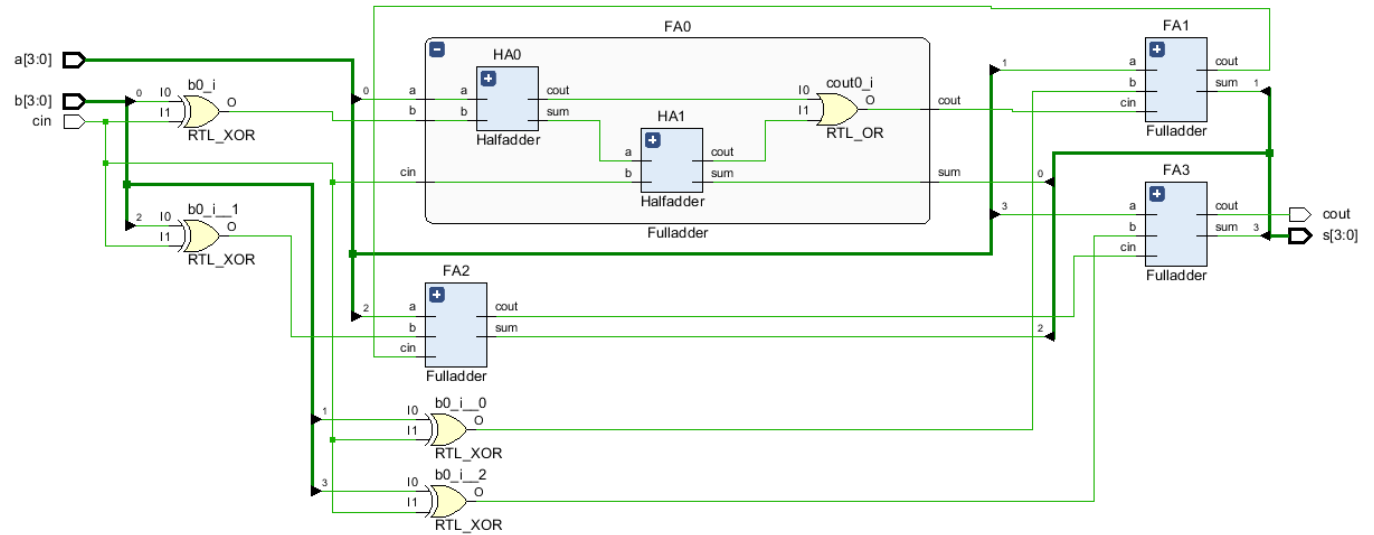 FA0
FA1
HA0
a[3:0]
b0_i
b[3:0]
0
I0
I1
O
RTL_XOR
cin
0
a
b
a
b
cout
sum
Halfadder
HA1
a
b
cout
sum
Halfadder
cout0_i
I0
I1
O
RTL_OR
cout
cin
sum
0
Fulladder
1
a
b
cin
cout
sum
1
Fulladder
FA3
3
a
b
cin
cout
sum
3
Fulladder
cout
s[3:0]
b0_i__1
2
I0
I1
O
RTL_XOR
FA2
2
a
b
cin
cout
sum
2
Fulladder
b0_i__0
1
I0
I1
O
RTL_XOR
b0_i__2
3
I0
I1
O
RTL_XOR